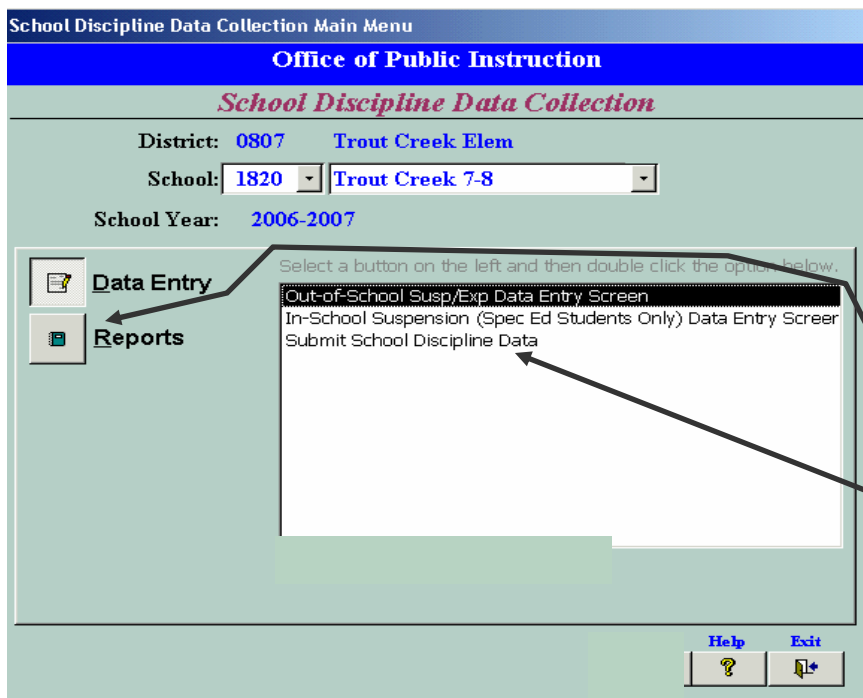 School Discipline Data Collection Main Menu
Office of Public Instruction
School Discipline Data Collection
District: 0807 Trout Creek Elem
School: 1820 Trout Creek 7-8
School Year: 2006-2007
Select a button on the left and then double click the option below.
Data Entry
Out-of-School Susp/Exp Data Entry Screen
In-School Suspension (Spec Ed Students Only) Data Entry Screer
Reports
Submit School Discipline Data
Help Exit